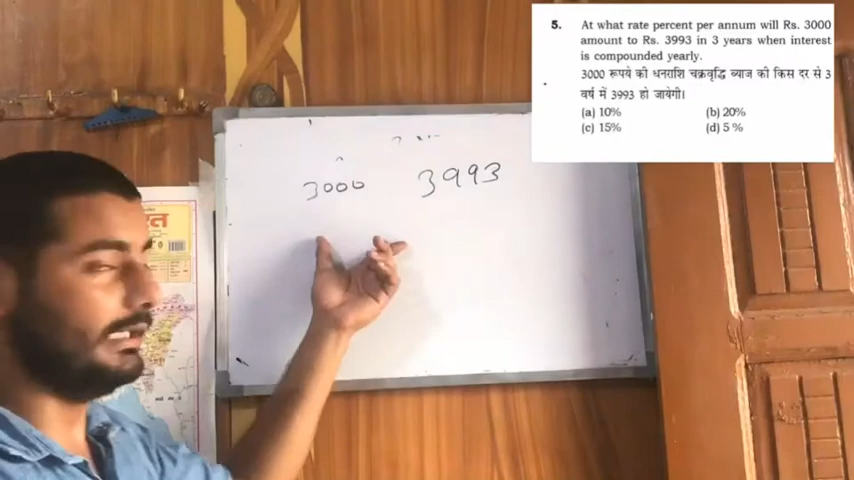 5. At what rate percent per annum will Rs. 3000
amount to Rs. 3993 in 3 years when interest
is compounded yearly.
3000 रूपये की धनराशि चक्रवृद्धि ब्याज की किस दर से 3
वर्ष में 3993 हो जायेगी।
(a) 10% (b) 20%
(c) 15% (d) 5 %
3000 3993